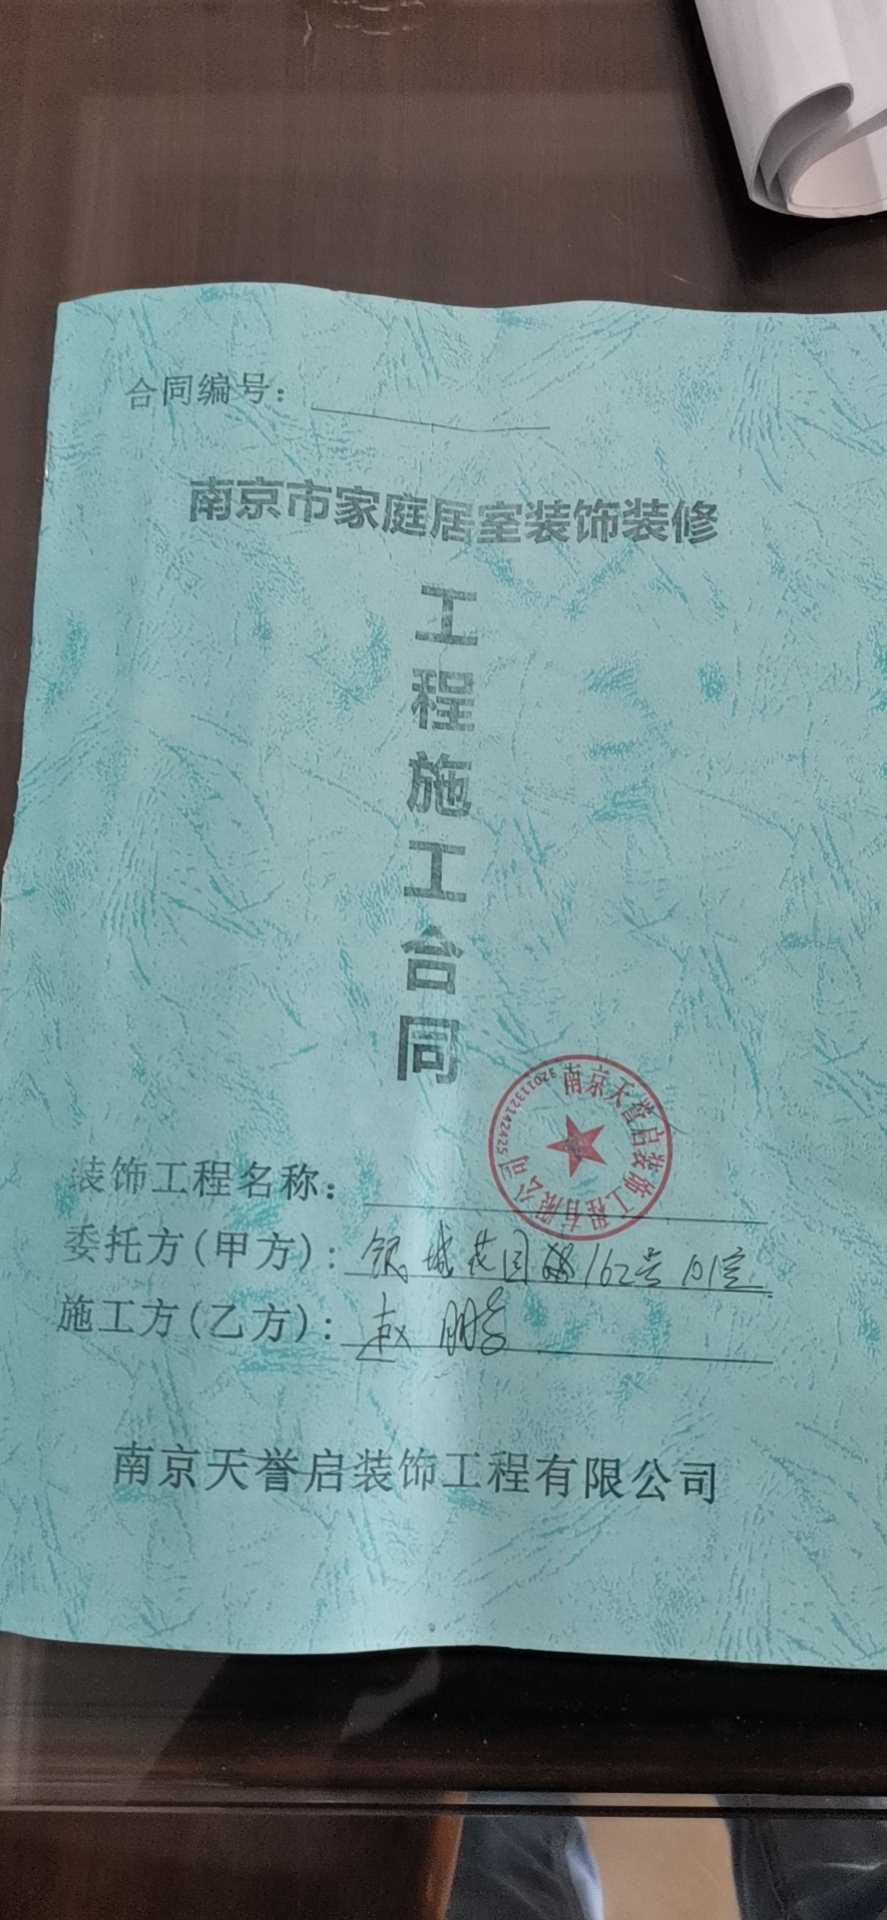 合同编号：
南京市家庭居室装饰装修
工程施工合同
南京天誉启装饰工程有限公司
3201132142425
装饰工程名称：
委托方(甲方)：银城花园162号101室
施工方(乙方)：赵鹏
南京天誉启装饰工程有限公司